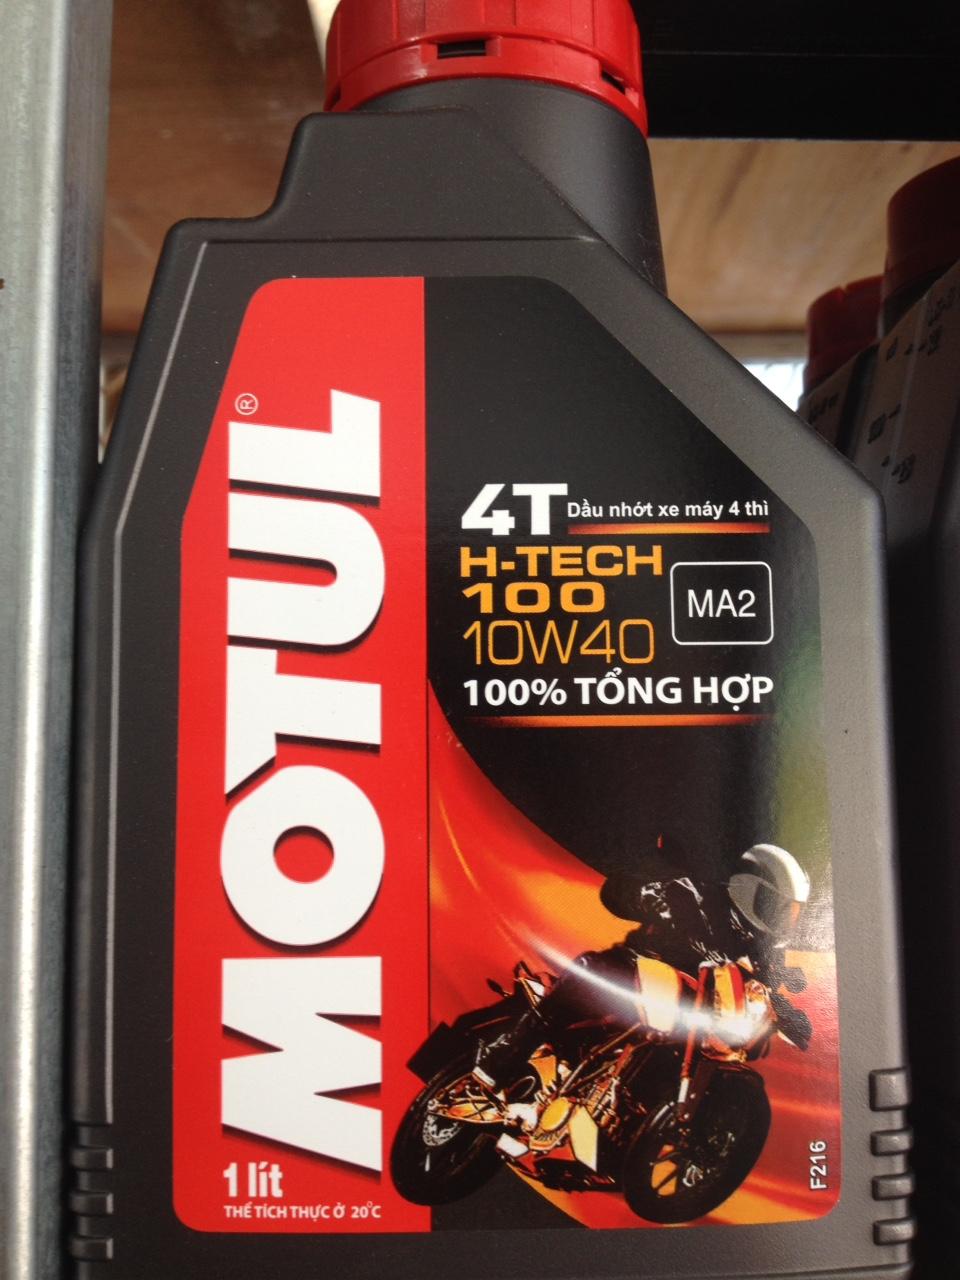 MOTUL®
4T Dầu nhớt xe máy 4 thì
H-TECH
100
10W40
MA2
100% TỔNG HỢP
1 lít
THỂ TÍCH THỰC Ở 20°C
F216